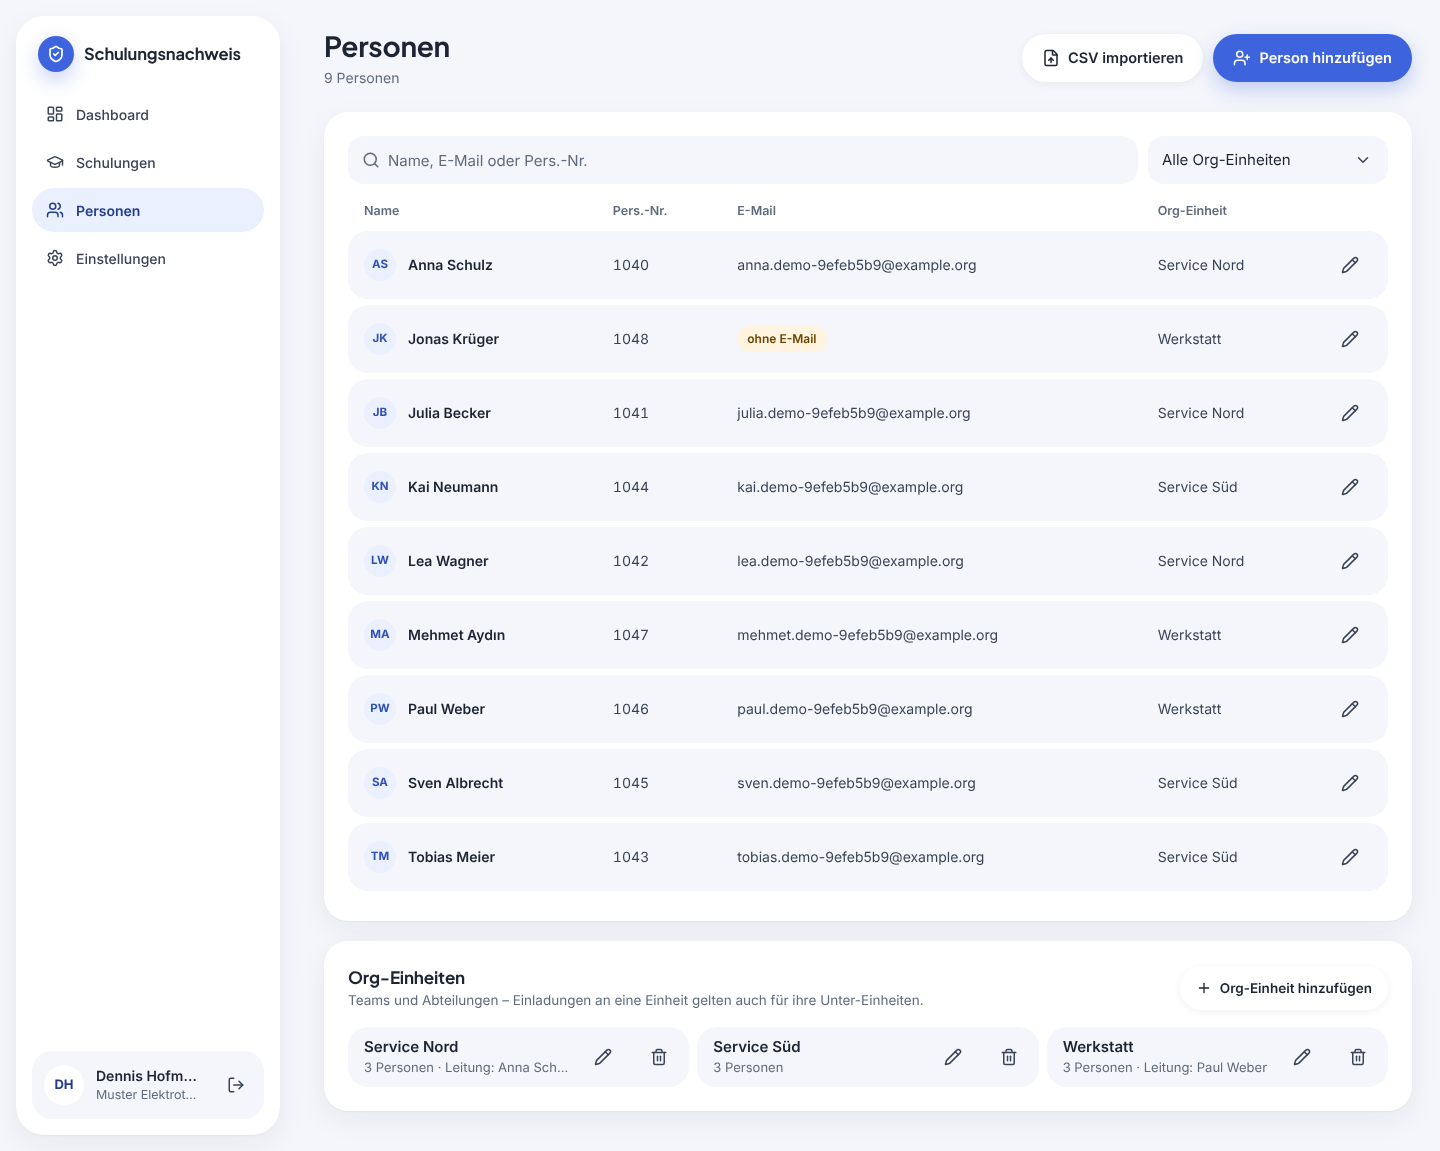 Schulungsnachweis
Dashboard
Schulungen
Personen
Einstellungen
DH
Dennis Hofm...
Muster Elektrot...
Personen
9 Personen
CSV importieren
Person hinzufügen
Name, E-Mail oder Pers.-Nr.
Alle Org-Einheiten
Name Pers.-Nr. E-Mail Org-Einheit
AS Anna Schulz 1040 anna.demo-9efeb5b9@example.org Service Nord
JK Jonas Krüger 1048 ohne E-Mail Werkstatt
JB Julia Becker 1041 julia.demo-9efeb5b9@example.org Service Nord
KN Kai Neumann 1044 kai.demo-9efeb5b9@example.org Service Süd
LW Lea Wagner 1042 lea.demo-9efeb5b9@example.org Service Nord
MA Mehmet Aydın 1047 mehmet.demo-9efeb5b9@example.org Werkstatt
PW Paul Weber 1046 paul.demo-9efeb5b9@example.org Werkstatt
SA Sven Albrecht 1045 sven.demo-9efeb5b9@example.org Service Süd
TM Tobias Meier 1043 tobias.demo-9efeb5b9@example.org Service Süd
Org-Einheiten
Teams und Abteilungen – Einladungen an eine Einheit gelten auch für ihre Unter-Einheiten.
Org-Einheit hinzufügen
Service Nord
3 Personen · Leitung: Anna Sch...
Service Süd
3 Personen
Werkstatt
3 Personen · Leitung: Paul Weber